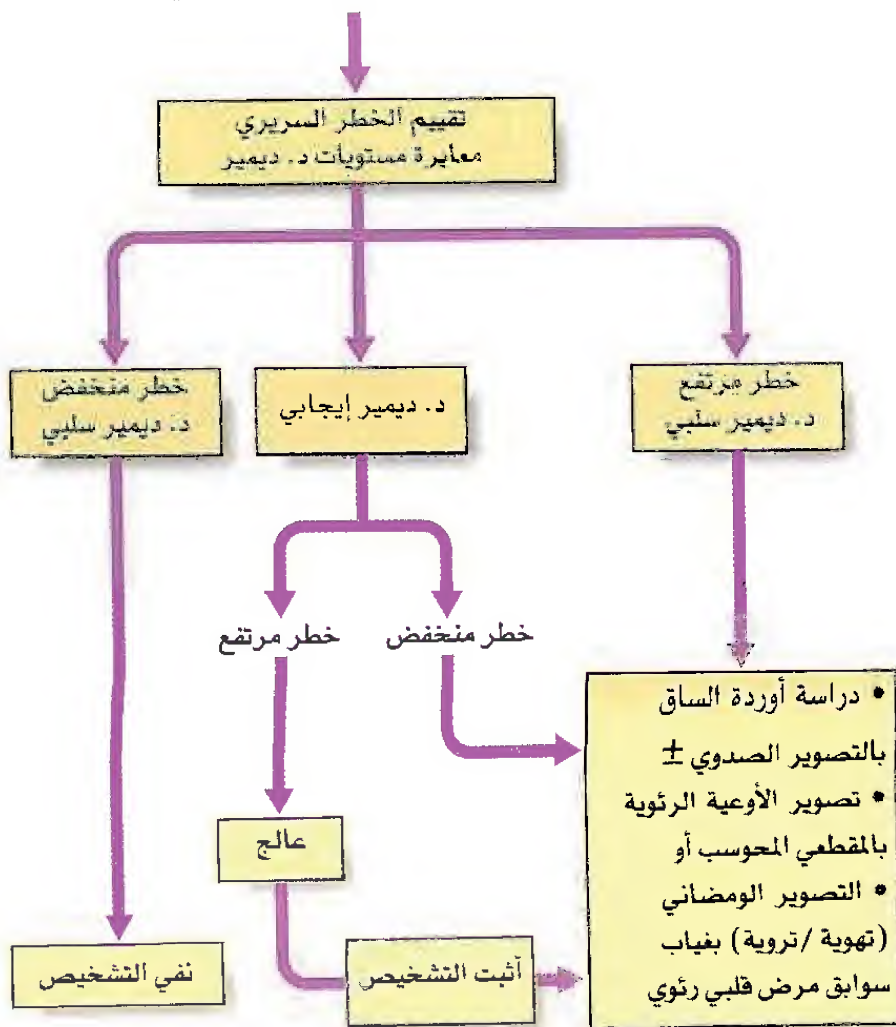 تقييم الخطر السريري
معايرة مستويات د. ديمير
خطر مرتفع
د. ديمير سلبي
د. ديمير إيجابي
خطر منخفض
د. ديمير سلبي
خطر منخفض
خطر مرتفع
• دراسة أوردة الساق
بالتصوير الصدوي ±
• تصوير الأوعية الرئوية
بالمقطعي المحوسب أو
• التصوير الومضاني
(تهوية / تروية) بغياب
سوابق مرض قلبي رئوي
عالج
أثبت التشخيص
نفي التشخيص